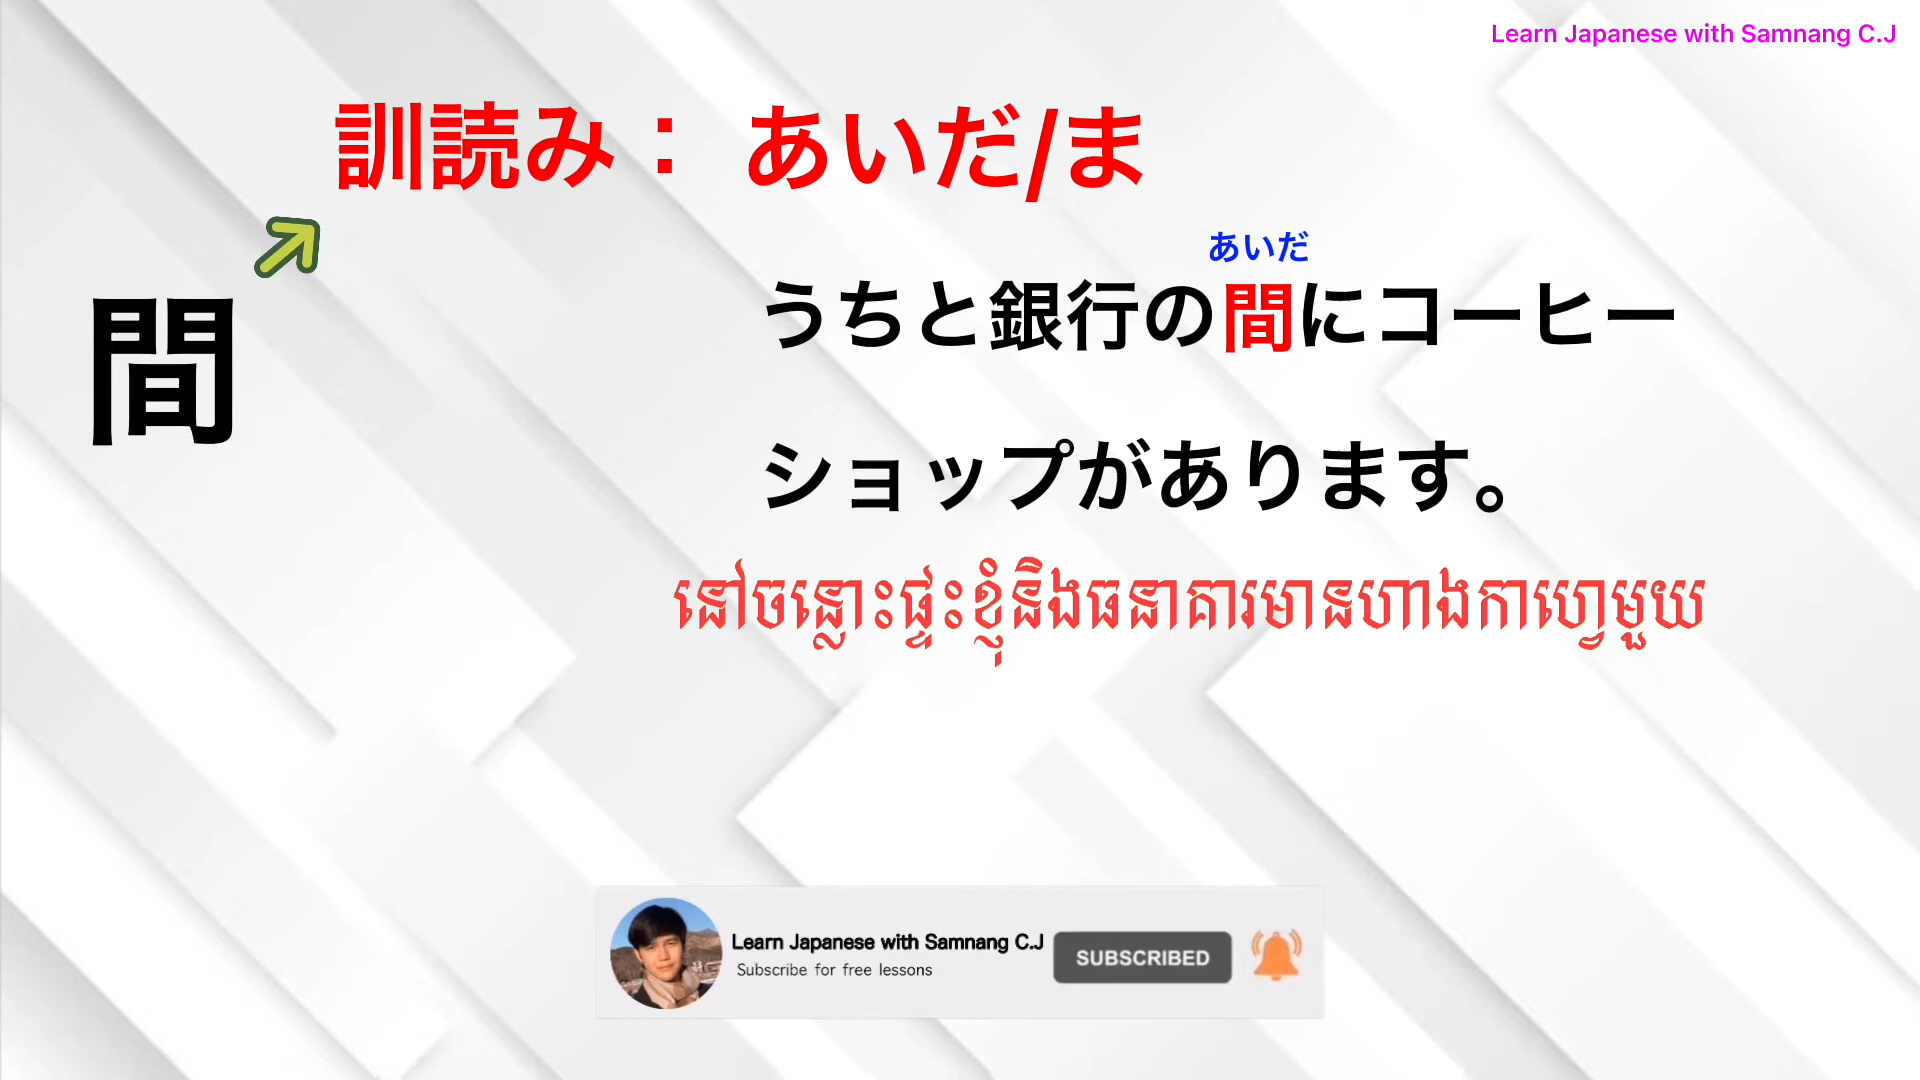 Learn Japanese with Samnang C.J
訓読み： あいだ/ま
間
あいだ
うちと銀行の間にコーヒー
ショップがあります。
នៅចន្លោះផ្ទះខ្ញុំនិងធនាគារមានហាងកាហ្វេមួយ
Learn Japanese with Samnang C.J
Subscribe for free lessons
SUBSCRIBED